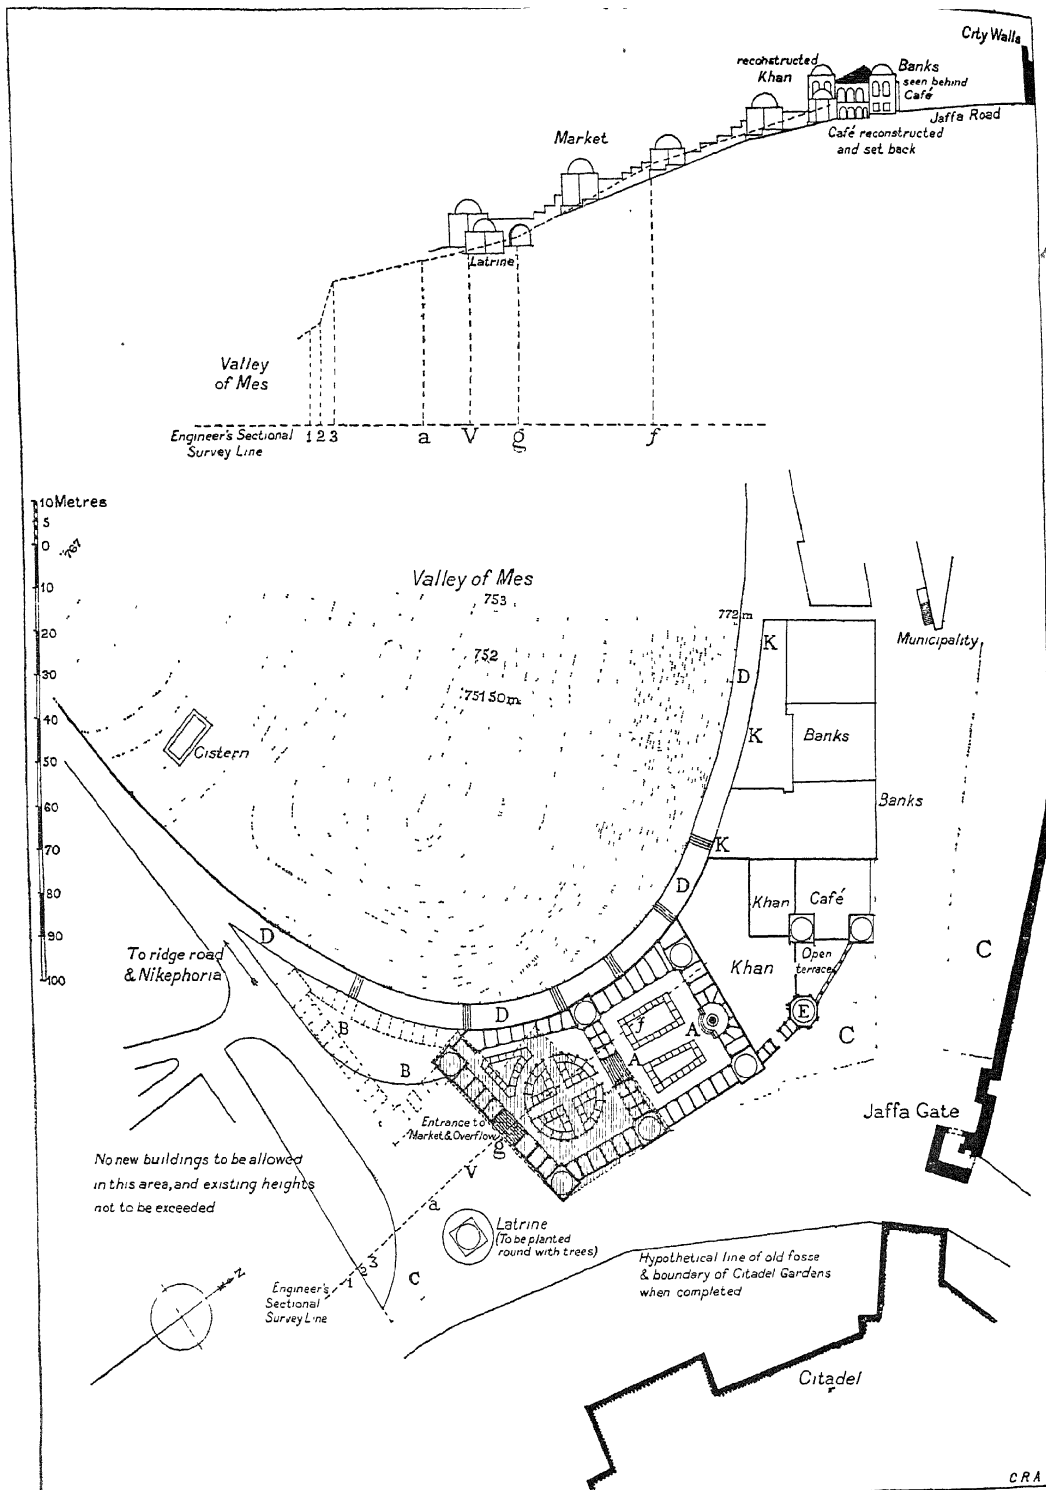 City Walls
reconstructed
Khan
Banks
seen behind
Café
Jaffa Road
Café reconstructed
and set back
Market
Latrine
Valley
of Mes
Engineer's Sectional
Survey Line
1 2 3 a V g f
10 Metres
5
0
767
10
20
30
40
50
60
70
80
90
100
Valley of Mes
753
752
751 50m.
772m
Municipality
K
D
K
Banks
Banks
K
D
Cistern
Khan
Café
To ridge road
& Nikephoria
D
Khan
Open
terrace
C
E
C
D
B
B
f
A
A
Entrance to
Market & Overflow
g
V
a
Jaffa Gate
No new buildings to be allowed
in this area, and existing heights
not to be exceeded
Latrine
(To be planted
round with trees)
Hypothetical line of old fosse
& boundary of Citadel Gardens
when completed
N
1 2 3
C
Engineer's
Sectional
Survey Line
Citadel
C R A